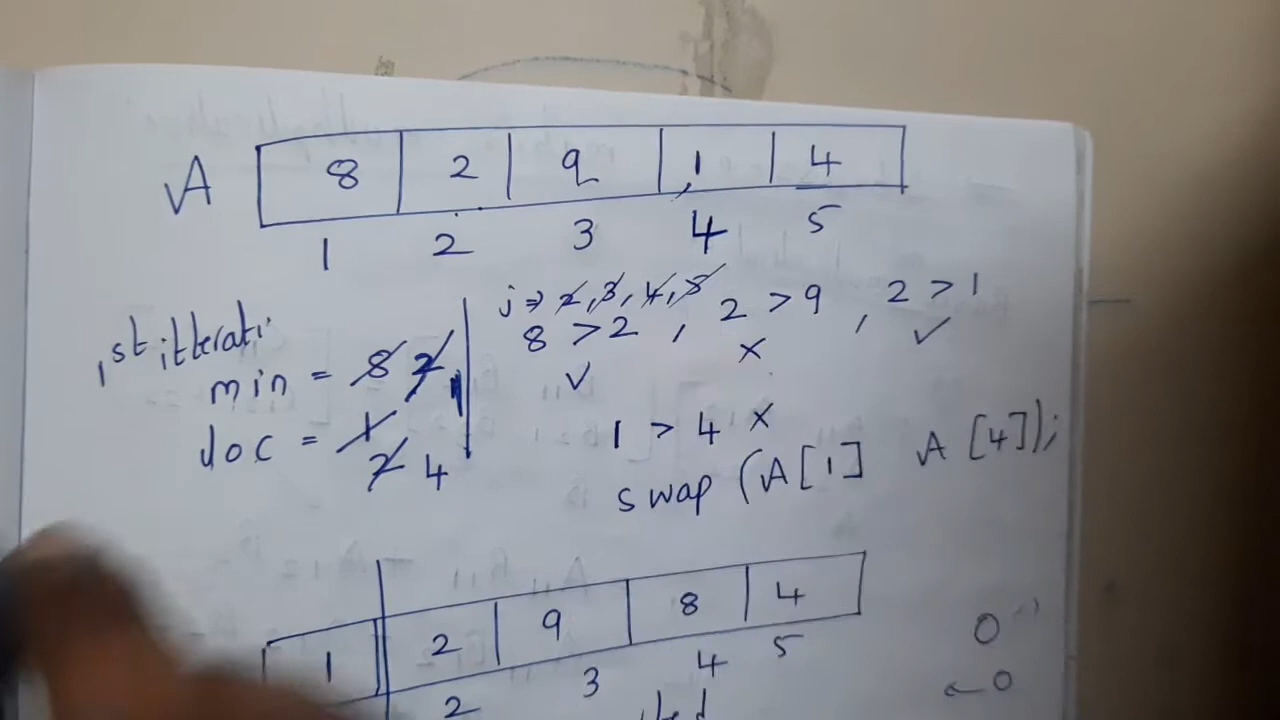 A 8 2 9 1 4
1 2 3 4 5
1st itterati
min = 8 2 1
loc = 1 2 4
j ⇒ 2, 3, 4, 5
8 > 2 , 2 > 9 , 2 > 1
✓ × ✓
1 > 4 ×
swap (A[1] A[4]);
1 2 9 8 4
2 3 4 5
0
0